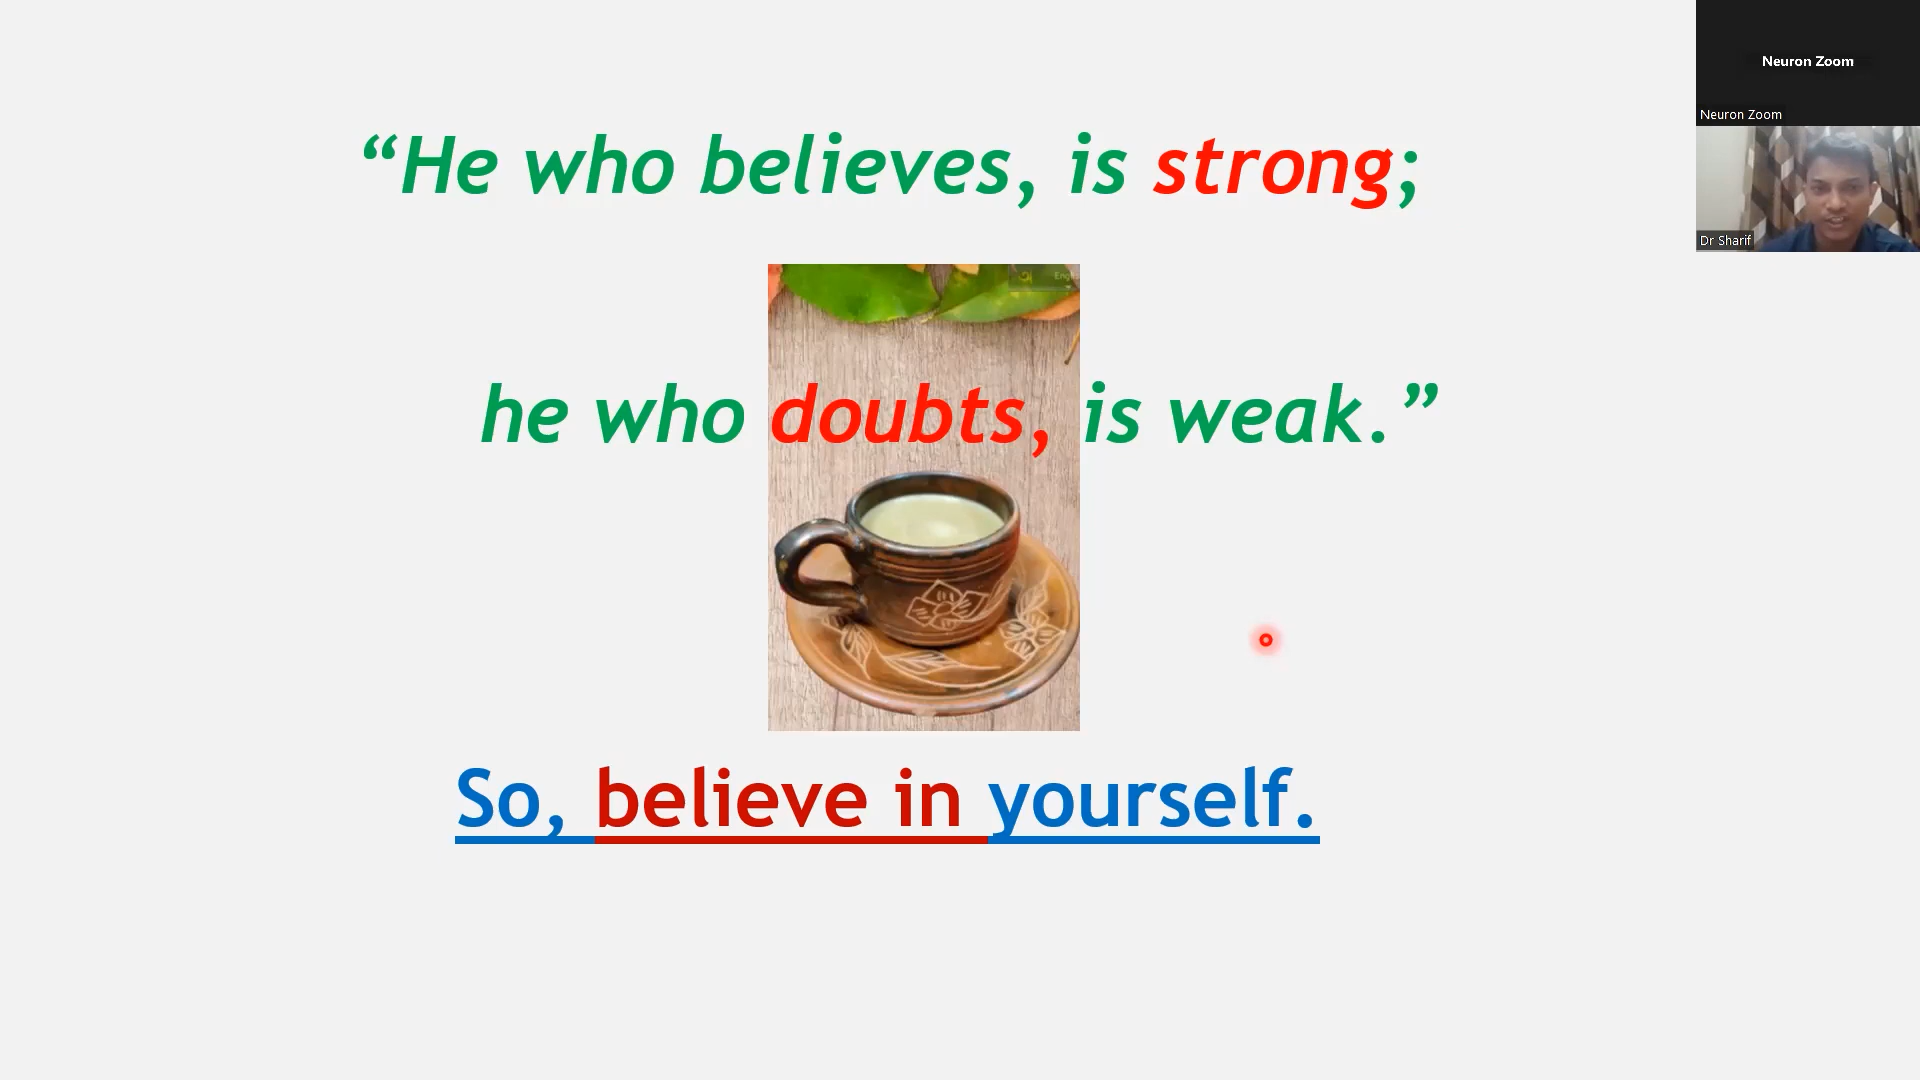 Neuron Zoom
Neuron Zoom
Dr Sharif
“He who believes, is strong;
অ Engl
he who doubts, is weak.”
So, believe in yourself.